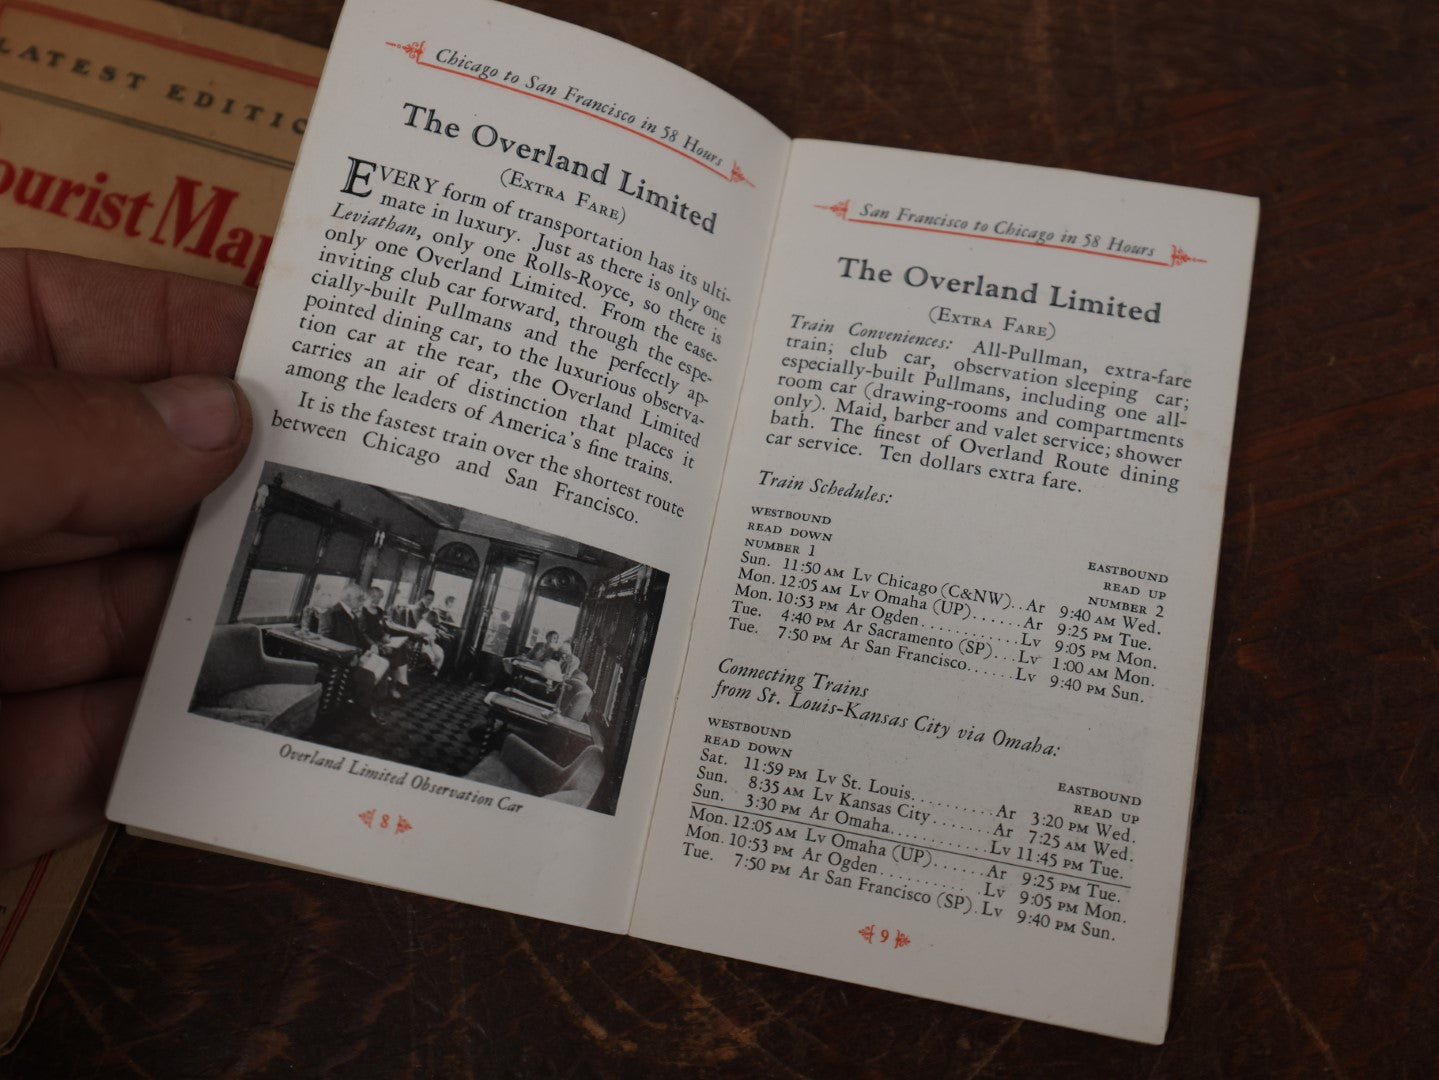 LATEST EDITIO
ourist Map
Chicago to San Francisco in 58 Hours
The Overland Limited
(EXTRA FARE)
EVERY form of transportation has its ulti-
mate in luxury. Just as there is only one
Leviathan, only one Rolls-Royce, so there is
only one Overland Limited. From the ease-
inviting club car forward, through the espe-
cially-built Pullmans and the perfectly ap-
pointed dining car, to the luxurious observa-
tion car at the rear, the Overland Limited
carries an air of distinction that places it
among the leaders of America's fine trains.
It is the fastest train over the shortest route
between Chicago and San Francisco.
Overland Limited Observation Car
8
San Francisco to Chicago in 58 Hours
The Overland Limited
(EXTRA FARE)
Train Conveniences: All-Pullman, extra-fare
train; club car, observation sleeping car;
especially-built Pullmans, including one all-
room car (drawing-rooms and compartments
only). Maid, barber and valet service; shower
bath. The finest of Overland Route dining
car service. Ten dollars extra fare.
Train Schedules:
WESTBOUND
READ DOWN
NUMBER 1
EASTBOUND
READ UP
NUMBER 2
Sun. 11:50 AM Lv Chicago (C&NW)..Ar 9:40 AM Wed.
Mon. 12:05 AM Lv Omaha (UP)......Ar 9:25 PM Tue.
Mon. 10:53 PM Ar Ogden............Lv 9:05 PM Mon.
Tue. 4:40 PM Ar Sacramento (SP)...Lv 1:00 AM Mon.
Tue. 7:50 PM Ar San Francisco......Lv 9:40 PM Sun.
Connecting Trains
from St. Louis-Kansas City via Omaha:
WESTBOUND
READ DOWN
EASTBOUND
READ UP
Sat. 11:59 PM Lv St. Louis..........Ar 3:20 PM Wed.
Sun. 8:35 AM Lv Kansas City.......Ar 7:25 AM Wed.
Sun. 3:30 PM Ar Omaha............Lv 11:45 PM Tue.
Mon. 12:05 AM Lv Omaha (UP)......Ar 9:25 PM Tue.
Mon. 10:53 PM Ar Ogden............Lv 9:05 PM Mon.
Tue. 7:50 PM Ar San Francisco (SP).Lv 9:40 PM Sun.
9